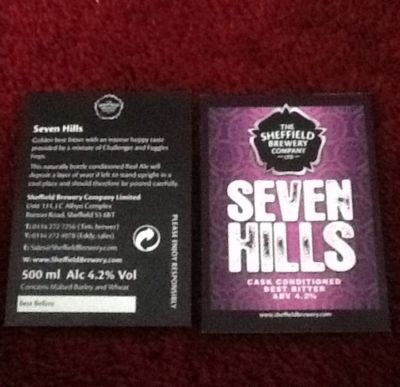 THE
SHEFFIELD
BREWERY
COMPANY
Seven Hills
Golden best bitter with an intense hoppy taste
provided by a mixture of Challenger and Fuggles
hops.
This naturally bottle conditioned Real Ale will
deposit a layer of yeast if left to stand upright in a
cool place and should therefore be poured carefully.
Sheffield Brewery Company Limited
Unit 111, J C Albyn Complex
Burton Road, Sheffield S3 8BT
T: 0114 272 7256 (Tim, brewer)
T: 0114 272 4078 (Eddy, sales)
E: Sales@SheffieldBrewery.com
W: www.SheffieldBrewery.com
500 ml Alc 4.2% Vol
Contains Malted Barley and Wheat
Best Before
PLEASE ENJOY RESPONSIBLY
THE
SHEFFIELD
BREWERY
COMPANY
LTD
SEVEN
HILLS
CASK CONDITIONED
BEST BITTER
ABV 4.2%
www.sheffieldbrewery.com